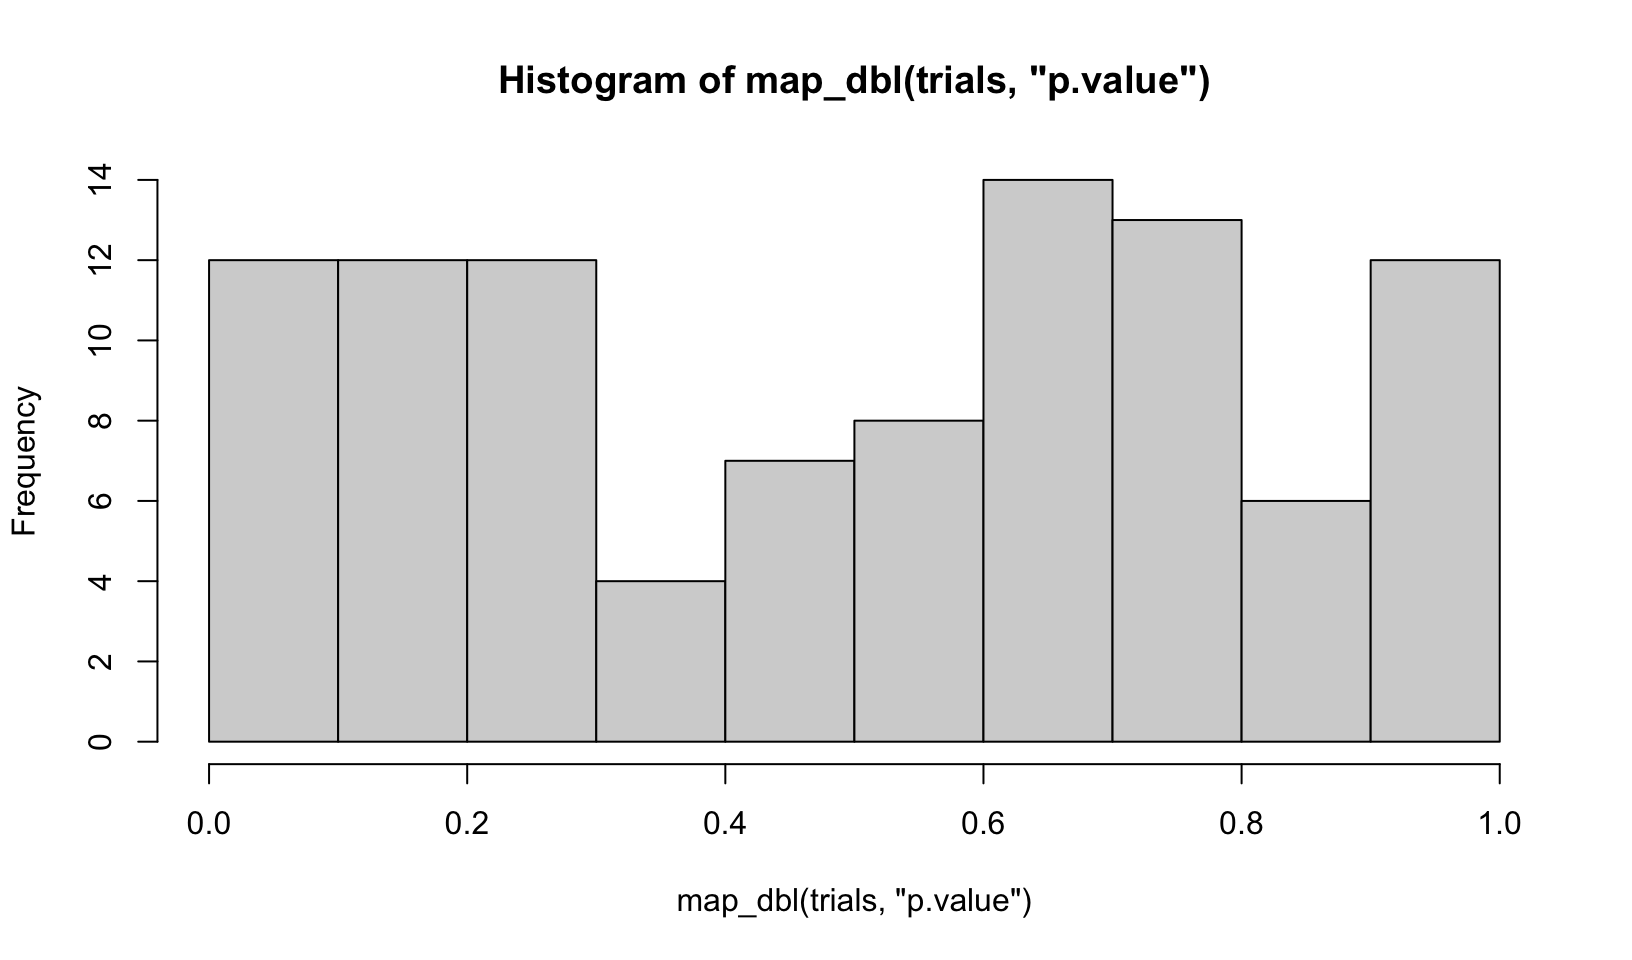 Histogram of map_dbl(trials, "p.value")
Frequency
14
12
10
8
6
4
2
0
0.0 0.2 0.4 0.6 0.8 1.0
map_dbl(trials, "p.value")